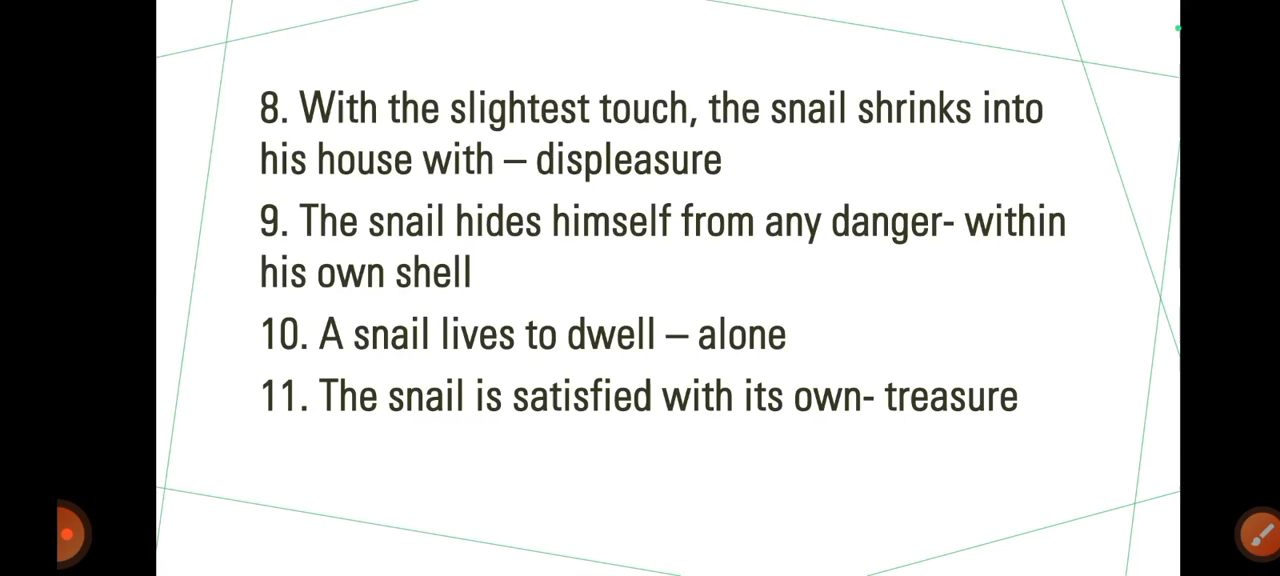 8. With the slightest touch, the snail shrinks into
his house with – displeasure
9. The snail hides himself from any danger- within
his own shell
10. A snail lives to dwell – alone
11. The snail is satisfied with its own- treasure